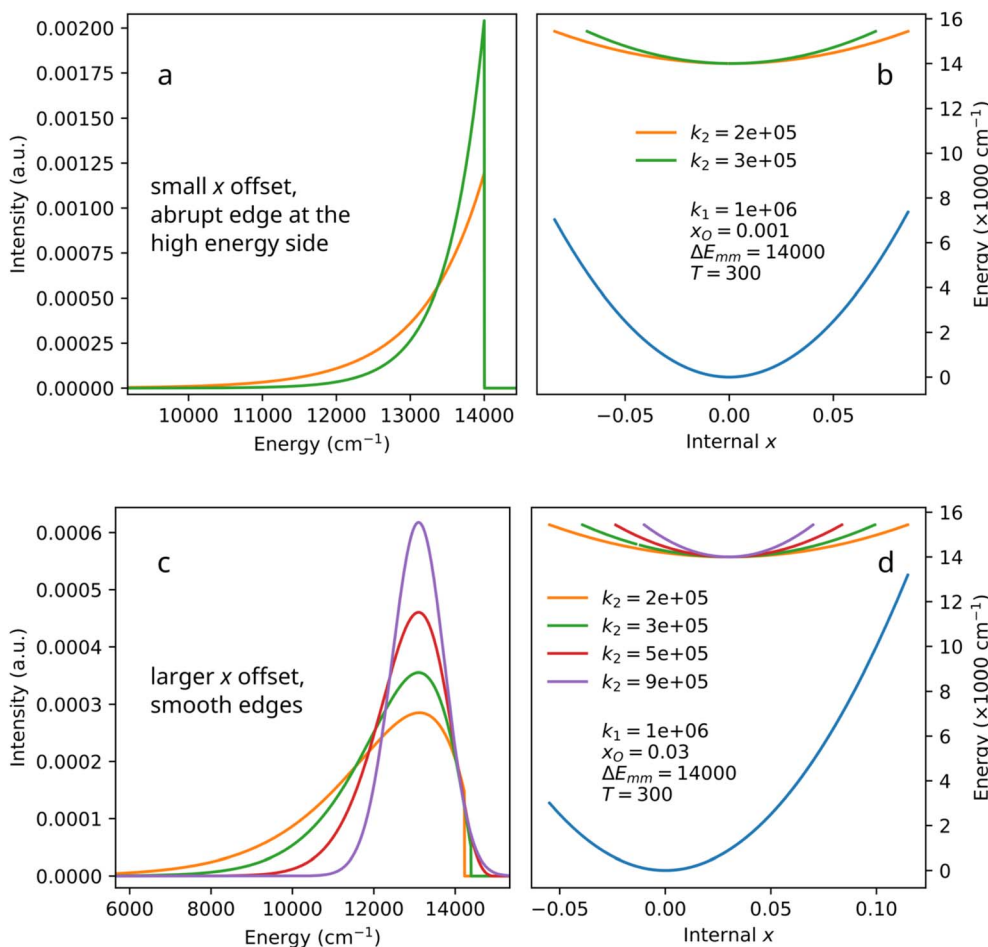 0.00200
0.00175
0.00150
0.00125
0.00100
0.00075
0.00050
0.00025
0.00000
Intensity (a.u.)
a
small x offset,
abrupt edge at the
high energy side
10000 11000 12000 13000 14000
Energy (cm⁻¹)
b
k₂ = 2e+05
k₂ = 3e+05
k₁ = 1e+06
x_O = 0.001
ΔE_mm = 14000
T = 300
16
14
12
10
8
6
4
2
0
Energy (×1000 cm⁻¹)
−0.05 0.00 0.05
Internal x
0.0006
0.0005
0.0004
0.0003
0.0002
0.0001
0.0000
Intensity (a.u.)
c
larger x offset,
smooth edges
6000 8000 10000 12000 14000
Energy (cm⁻¹)
d
k₂ = 2e+05
k₂ = 3e+05
k₂ = 5e+05
k₂ = 9e+05
k₁ = 1e+06
x_O = 0.03
ΔE_mm = 14000
T = 300
16
14
12
10
8
6
4
2
0
Energy (×1000 cm⁻¹)
−0.05 0.00 0.05 0.10
Internal x